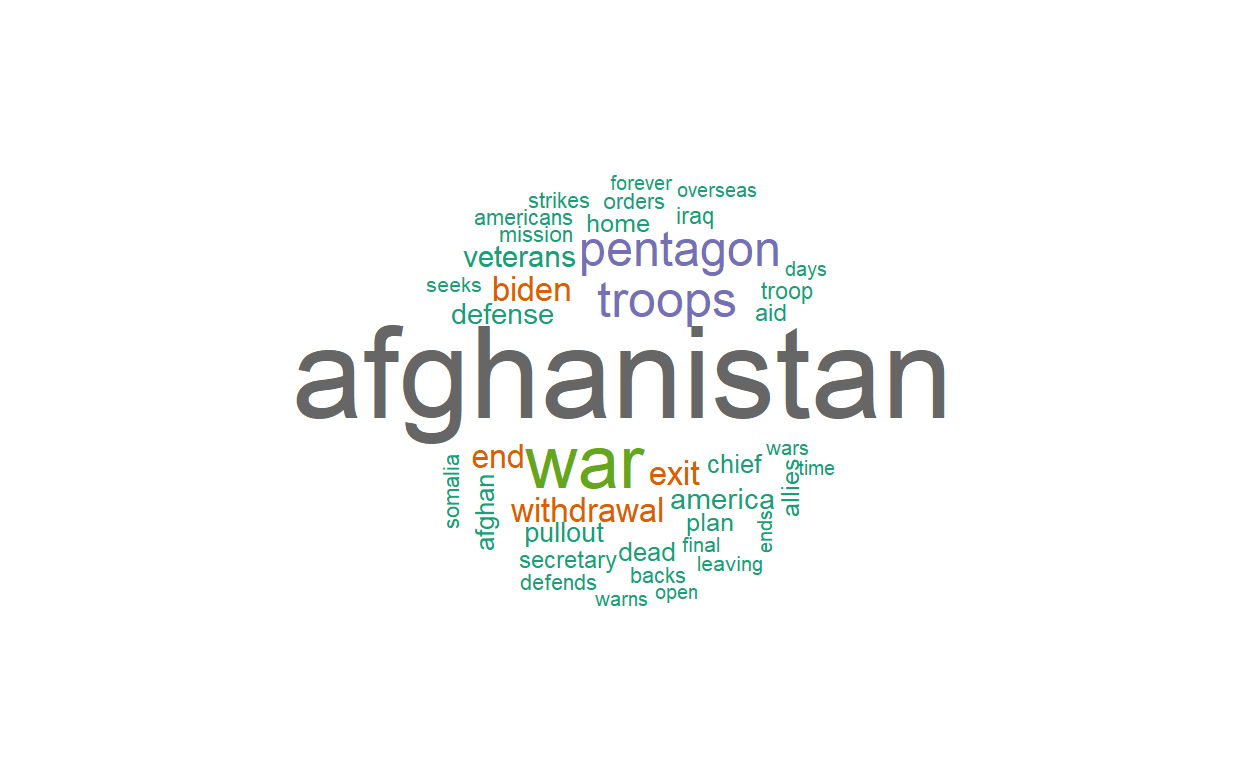 forever
overseas
strikes
orders
americans
home
iraq
mission
veterans
pentagon
days
seeks
biden
troops
troop
defense
aid
afghanistan
end
war
exit
chief
wars
time
somalia
afghan
allies
withdrawal
america
plan
ends
pullout
final
secretary
dead
leaving
defends
backs
warns
open